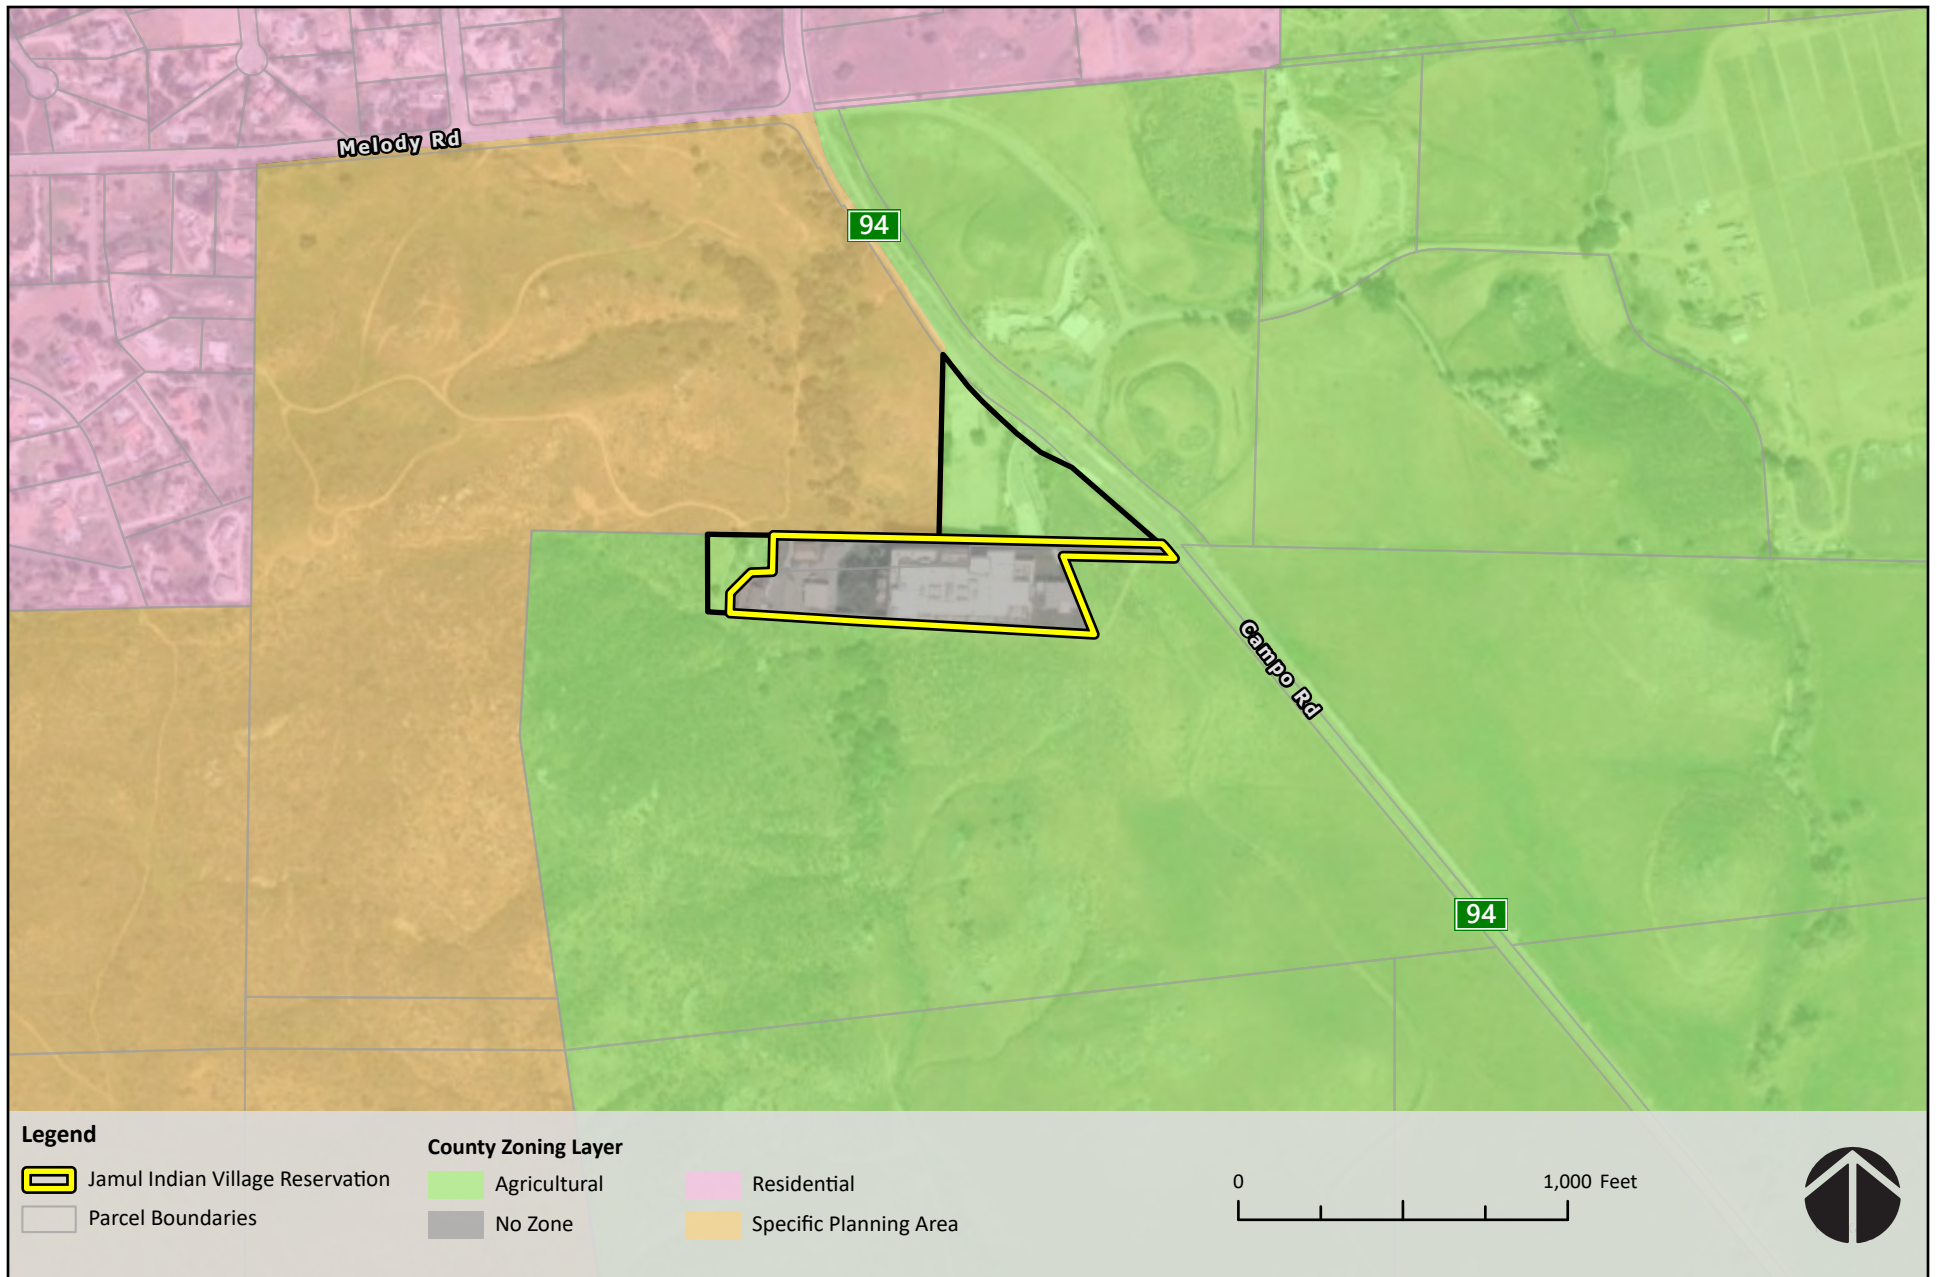 Melody Rd
94
Campo Rd
94
Legend
Jamul Indian Village Reservation
Parcel Boundaries
County Zoning Layer
Agricultural
No Zone
Residential
Specific Planning Area
0 1,000 Feet